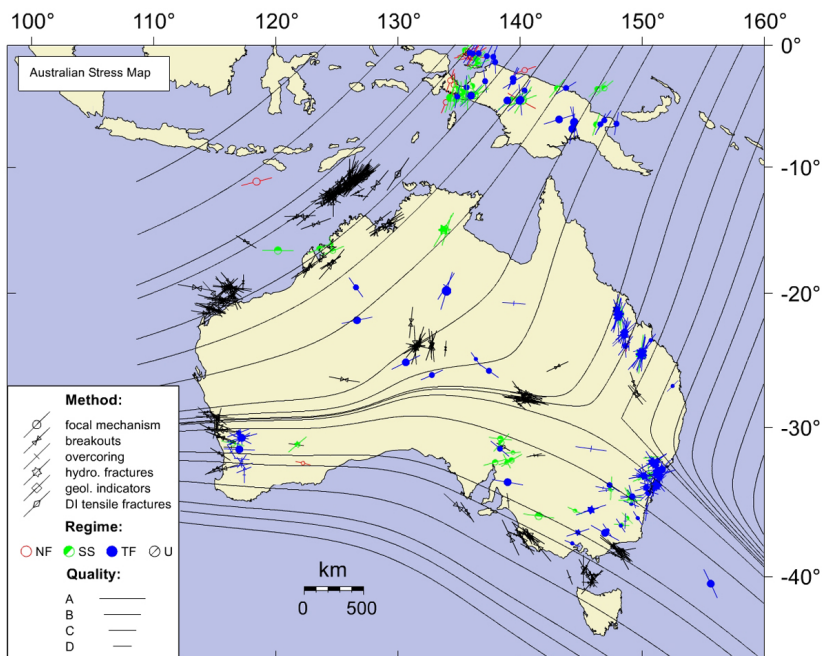 100° 110° 120° 130° 140° 150° 160°
0°
Australian Stress Map
-10°
-20°
Method:
focal mechanism
breakouts
-30°
overcoring
hydro. fractures
geol. indicators
DI tensile fractures
Regime:
NF SS TF U
km
Quality:
-40°
A
0 500
B
C
D